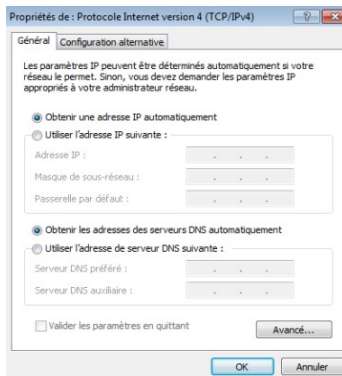 Propriétés de : Protocole Internet version 4 (TCP/IPv4)
Général
Configuration alternative
Les paramètres IP peuvent être déterminés automatiquement si votre
réseau le permet. Sinon, vous devez demander les paramètres IP
appropriés à votre administrateur réseau.
Obtenir une adresse IP automatiquement
Utiliser l'adresse IP suivante :
Adresse IP :
Masque de sous-réseau :
Passerelle par défaut :
Obtenir les adresses des serveurs DNS automatiquement
Utiliser l'adresse de serveur DNS suivante :
Serveur DNS préféré :
Serveur DNS auxiliaire :
Valider les paramètres en quittant
Avancé...
OK
Annuler